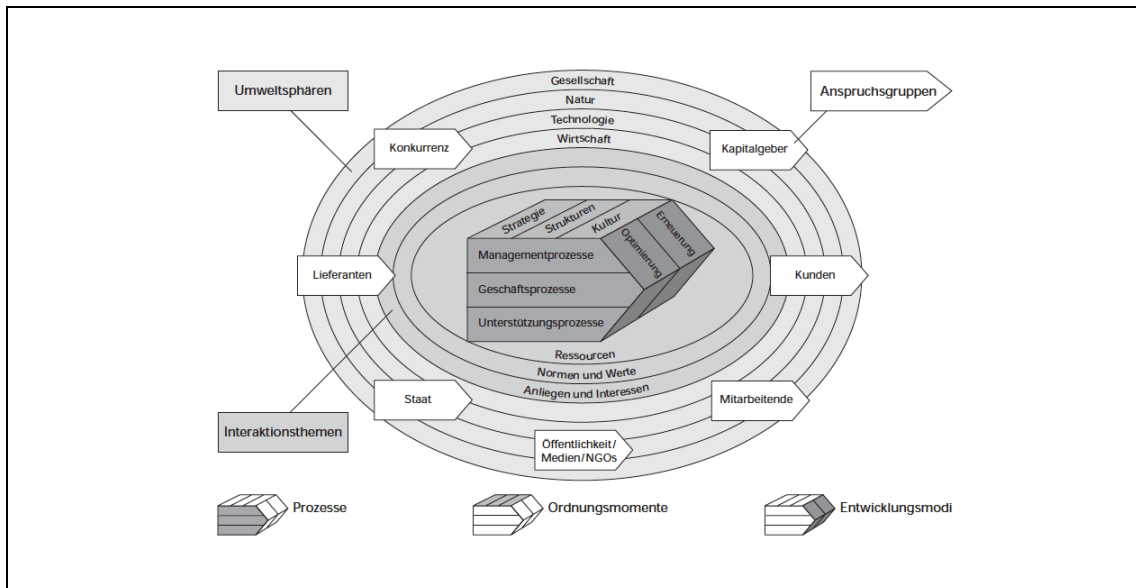 Gesellschaft
Umweltsphären
Anspruchsgruppen
Natur
Technologie
Wirtschaft
Konkurrenz
Kapitalgeber
Strategie
Strukturen
Kultur
Optimierung
Erneuerung
Managementprozesse
Lieferanten
Kunden
Geschäftsprozesse
Unterstützungsprozesse
Ressourcen
Normen und Werte
Anliegen und Interessen
Staat
Mitarbeitende
Interaktionsthemen
Öffentlichkeit/
Medien/NGOs
Prozesse
Ordnungsmomente
Entwicklungsmodi